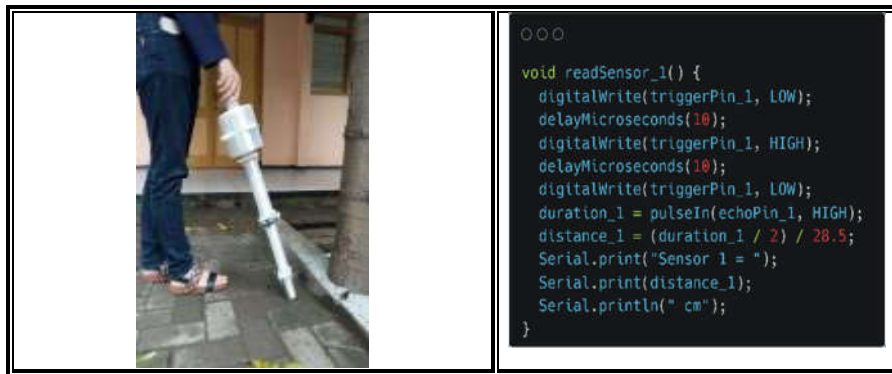 void readSensor_1() {
digitalWrite(triggerPin_1, LOW);
delayMicroseconds(10);
digitalWrite(triggerPin_1, HIGH);
delayMicroseconds(10);
digitalWrite(triggerPin_1, LOW);
duration_1 = pulseIn(echoPin_1, HIGH);
distance_1 = (duration_1 / 2) / 28.5;
Serial.print("Sensor 1 = ");
Serial.print(distance_1);
Serial.println(" cm");
}